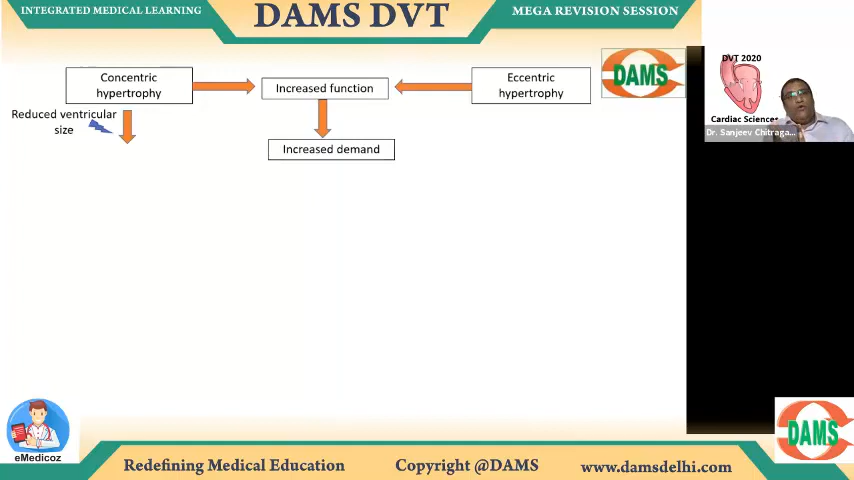 INTEGRATED MEDICAL LEARNING
DAMS DVT
MEGA REVISION SESSION
Concentric
hypertrophy
Increased function
Eccentric
hypertrophy
DAMS
DVT 2020
Cardiac Sciences
Dr. Sanjeev Chitraga...
Reduced ventricular
size
Increased demand
eMedicoz
DAMS
Redefining Medical Education
Copyright @DAMS
www.damsdelhi.com